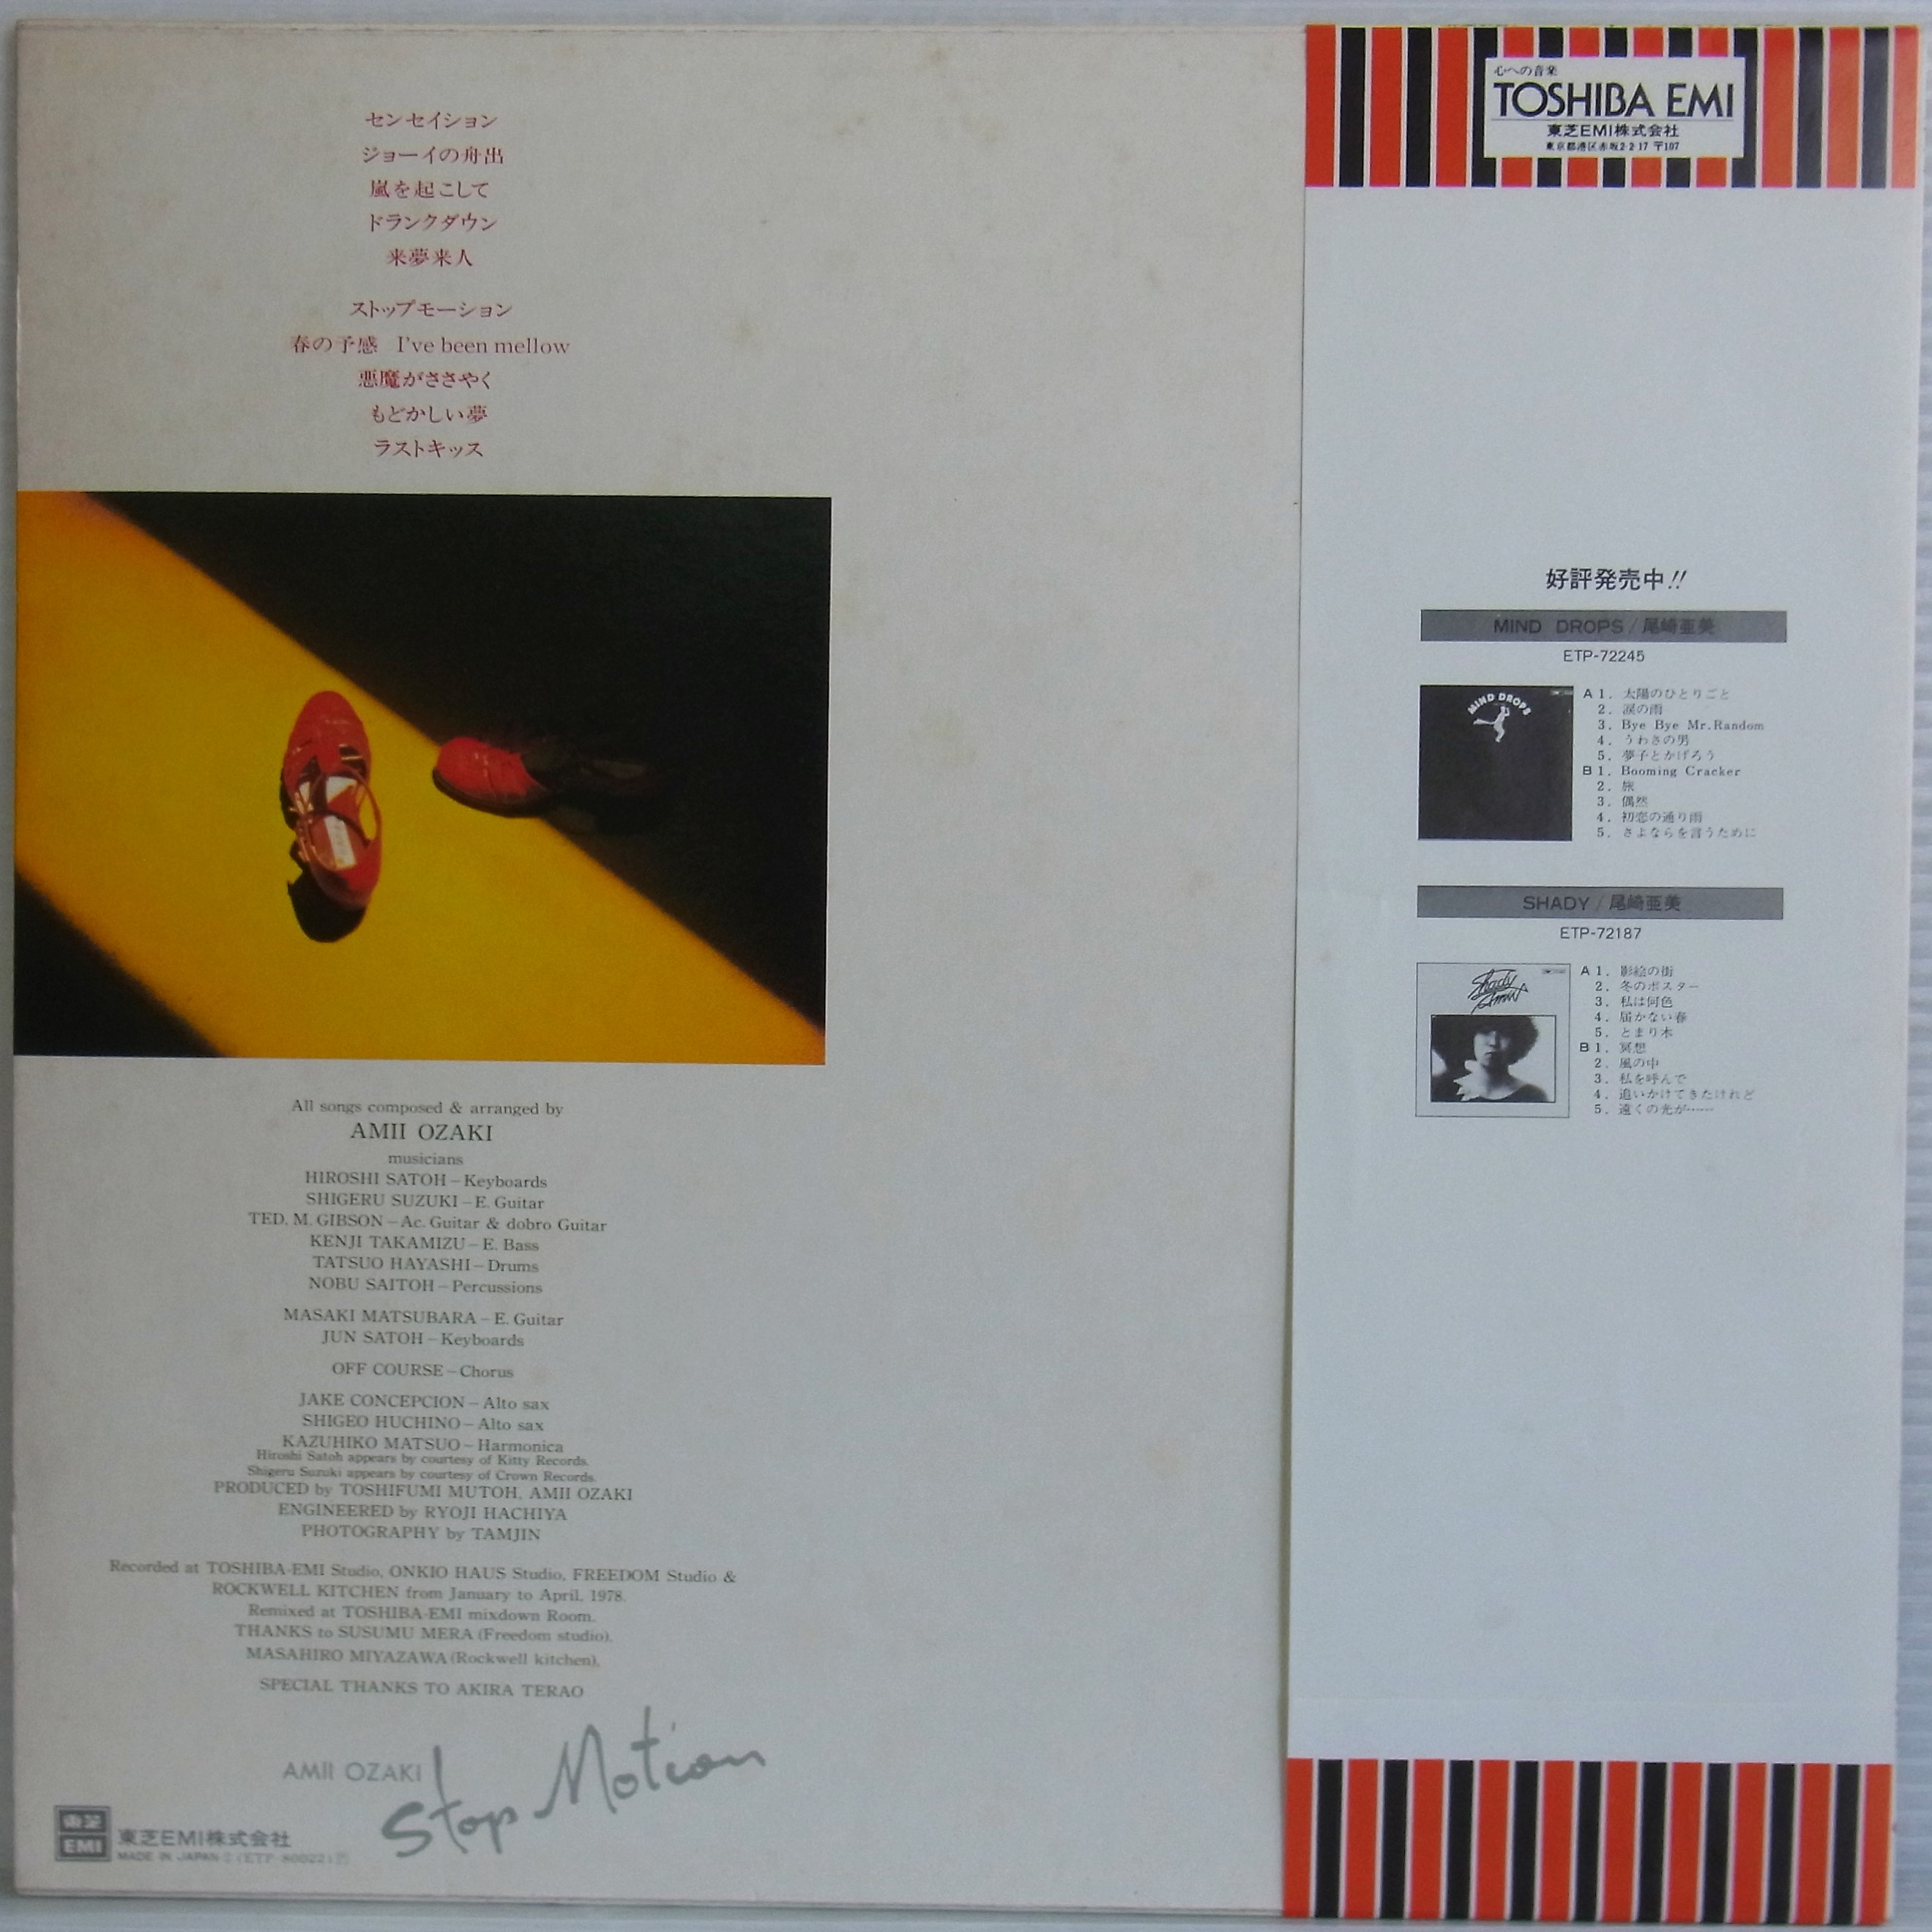 センセイション
ジョーイの舟出
嵐を起こして
ドランクダウン
来夢来人
ストップモーション
春の予感 I've been mellow
悪魔がささやく
もどかしい夢
ラストキッス
All songs composed & arranged by
AMII OZAKI
musicians
HIROSHI SATOH – Keyboards
SHIGERU SUZUKI – E. Guitar
TED. M. GIBSON – Ac. Guitar & dobro Guitar
KENJI TAKAMIZU – E. Bass
TATSUO HAYASHI – Drums
NOBU SAITOH – Percussions
MASAKI MATSUBARA – E. Guitar
JUN SATOH – Keyboards
OFF COURSE – Chorus
JAKE CONCEPCION – Alto sax
SHIGEO HUCHINO – Alto sax
KAZUHIKO MATSUO – Harmonica
Hiroshi Satoh appears by courtesy of Kitty Records.
Shigeru Suzuki appears by courtesy of Crown Records.
PRODUCED by TOSHIFUMI MUTOH, AMII OZAKI
ENGINEERED by RYOJI HACHIYA
PHOTOGRAPHY by TAMJIN
Recorded at TOSHIBA-EMI Studio, ONKIO HAUS Studio, FREEDOM Studio &
ROCKWELL KITCHEN from January to April, 1978.
Remixed at TOSHIBA-EMI mixdown Room.
THANKS to SUSUMU MERA (Freedom studio),
MASAHIRO MIYAZAWA (Rockwell kitchen),
SPECIAL THANKS TO AKIRA TERAO
AMII OZAKI
Stop Motion
東芝
EMI
東芝EMI株式会社
MADE IN JAPAN (ETP-80022)
心への音楽
TOSHIBA EMI
東芝EMI株式会社
東京都港区赤坂2-2-17 〒107
好評発売中!!
MIND DROPS / 尾崎亜美
ETP-72245
MIND DROPS
A 1. 太陽のひとりごと
2. 涙の雨
3. Bye Bye Mr.Random
4. うわさの男
5. 夢子とかげろう
B 1. Booming Cracker
2. 旅
3. 偶然
4. 初恋の通り雨
5. さよならを言うために
SHADY / 尾崎亜美
ETP-72187
Shady
Amii
A 1. 影絵の街
2. 冬のポスター
3. 私は何色
4. 届かない春
5. とまり木
B 1. 冥想
2. 風の中
3. 私を呼んで
4. 追いかけてきたけれど
5. 遠くの光が……